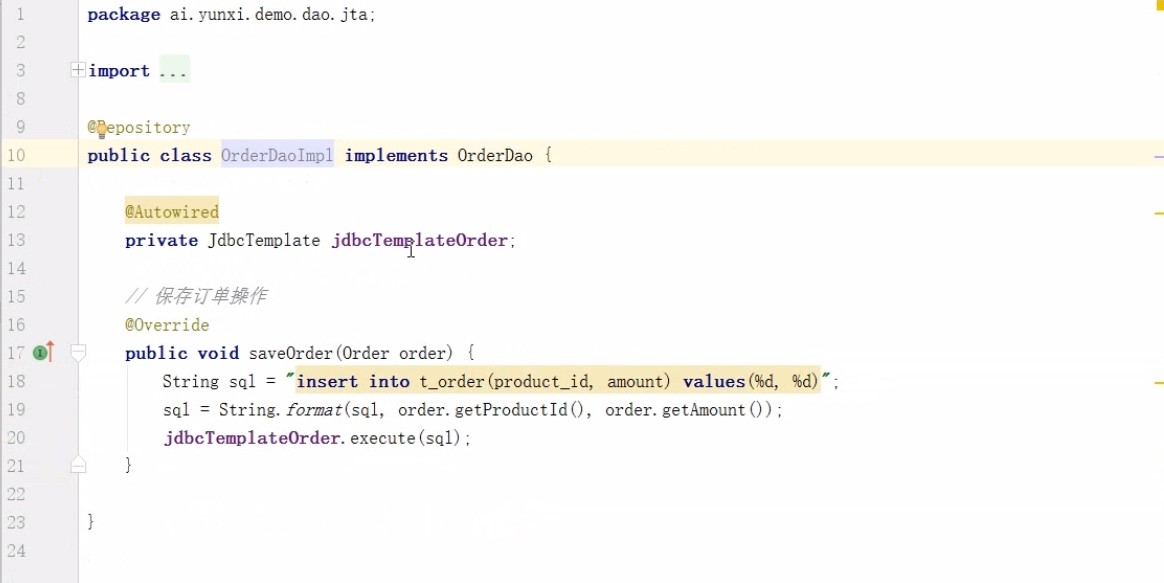 1 package ai.yunxi.demo.dao.jta;
2
3 import ...
8
9 @Repository
10 public class OrderDaoImpl implements OrderDao {
11
12 @Autowired
13 private JdbcTemplate jdbcTemplateOrder;
14
15 // 保存订单操作
16 @Override
17 public void saveOrder(Order order) {
18 String sql = "insert into t_order(product_id, amount) values(%d, %d)";
19 sql = String.format(sql, order.getProductId(), order.getAmount());
20 jdbcTemplateOrder.execute(sql);
21 }
22
23 }
24